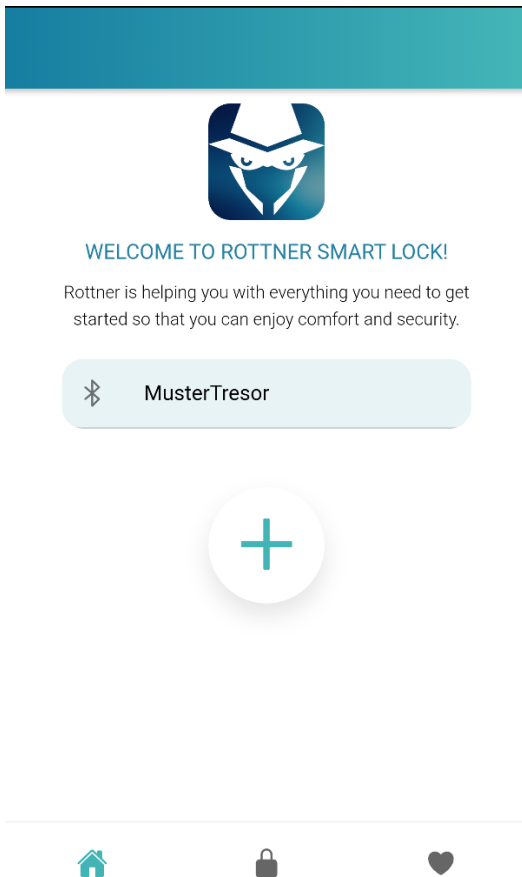 WELCOME TO ROTTNER SMART LOCK!
Rottner is helping you with everything you need to get
started so that you can enjoy comfort and security.
MusterTresor